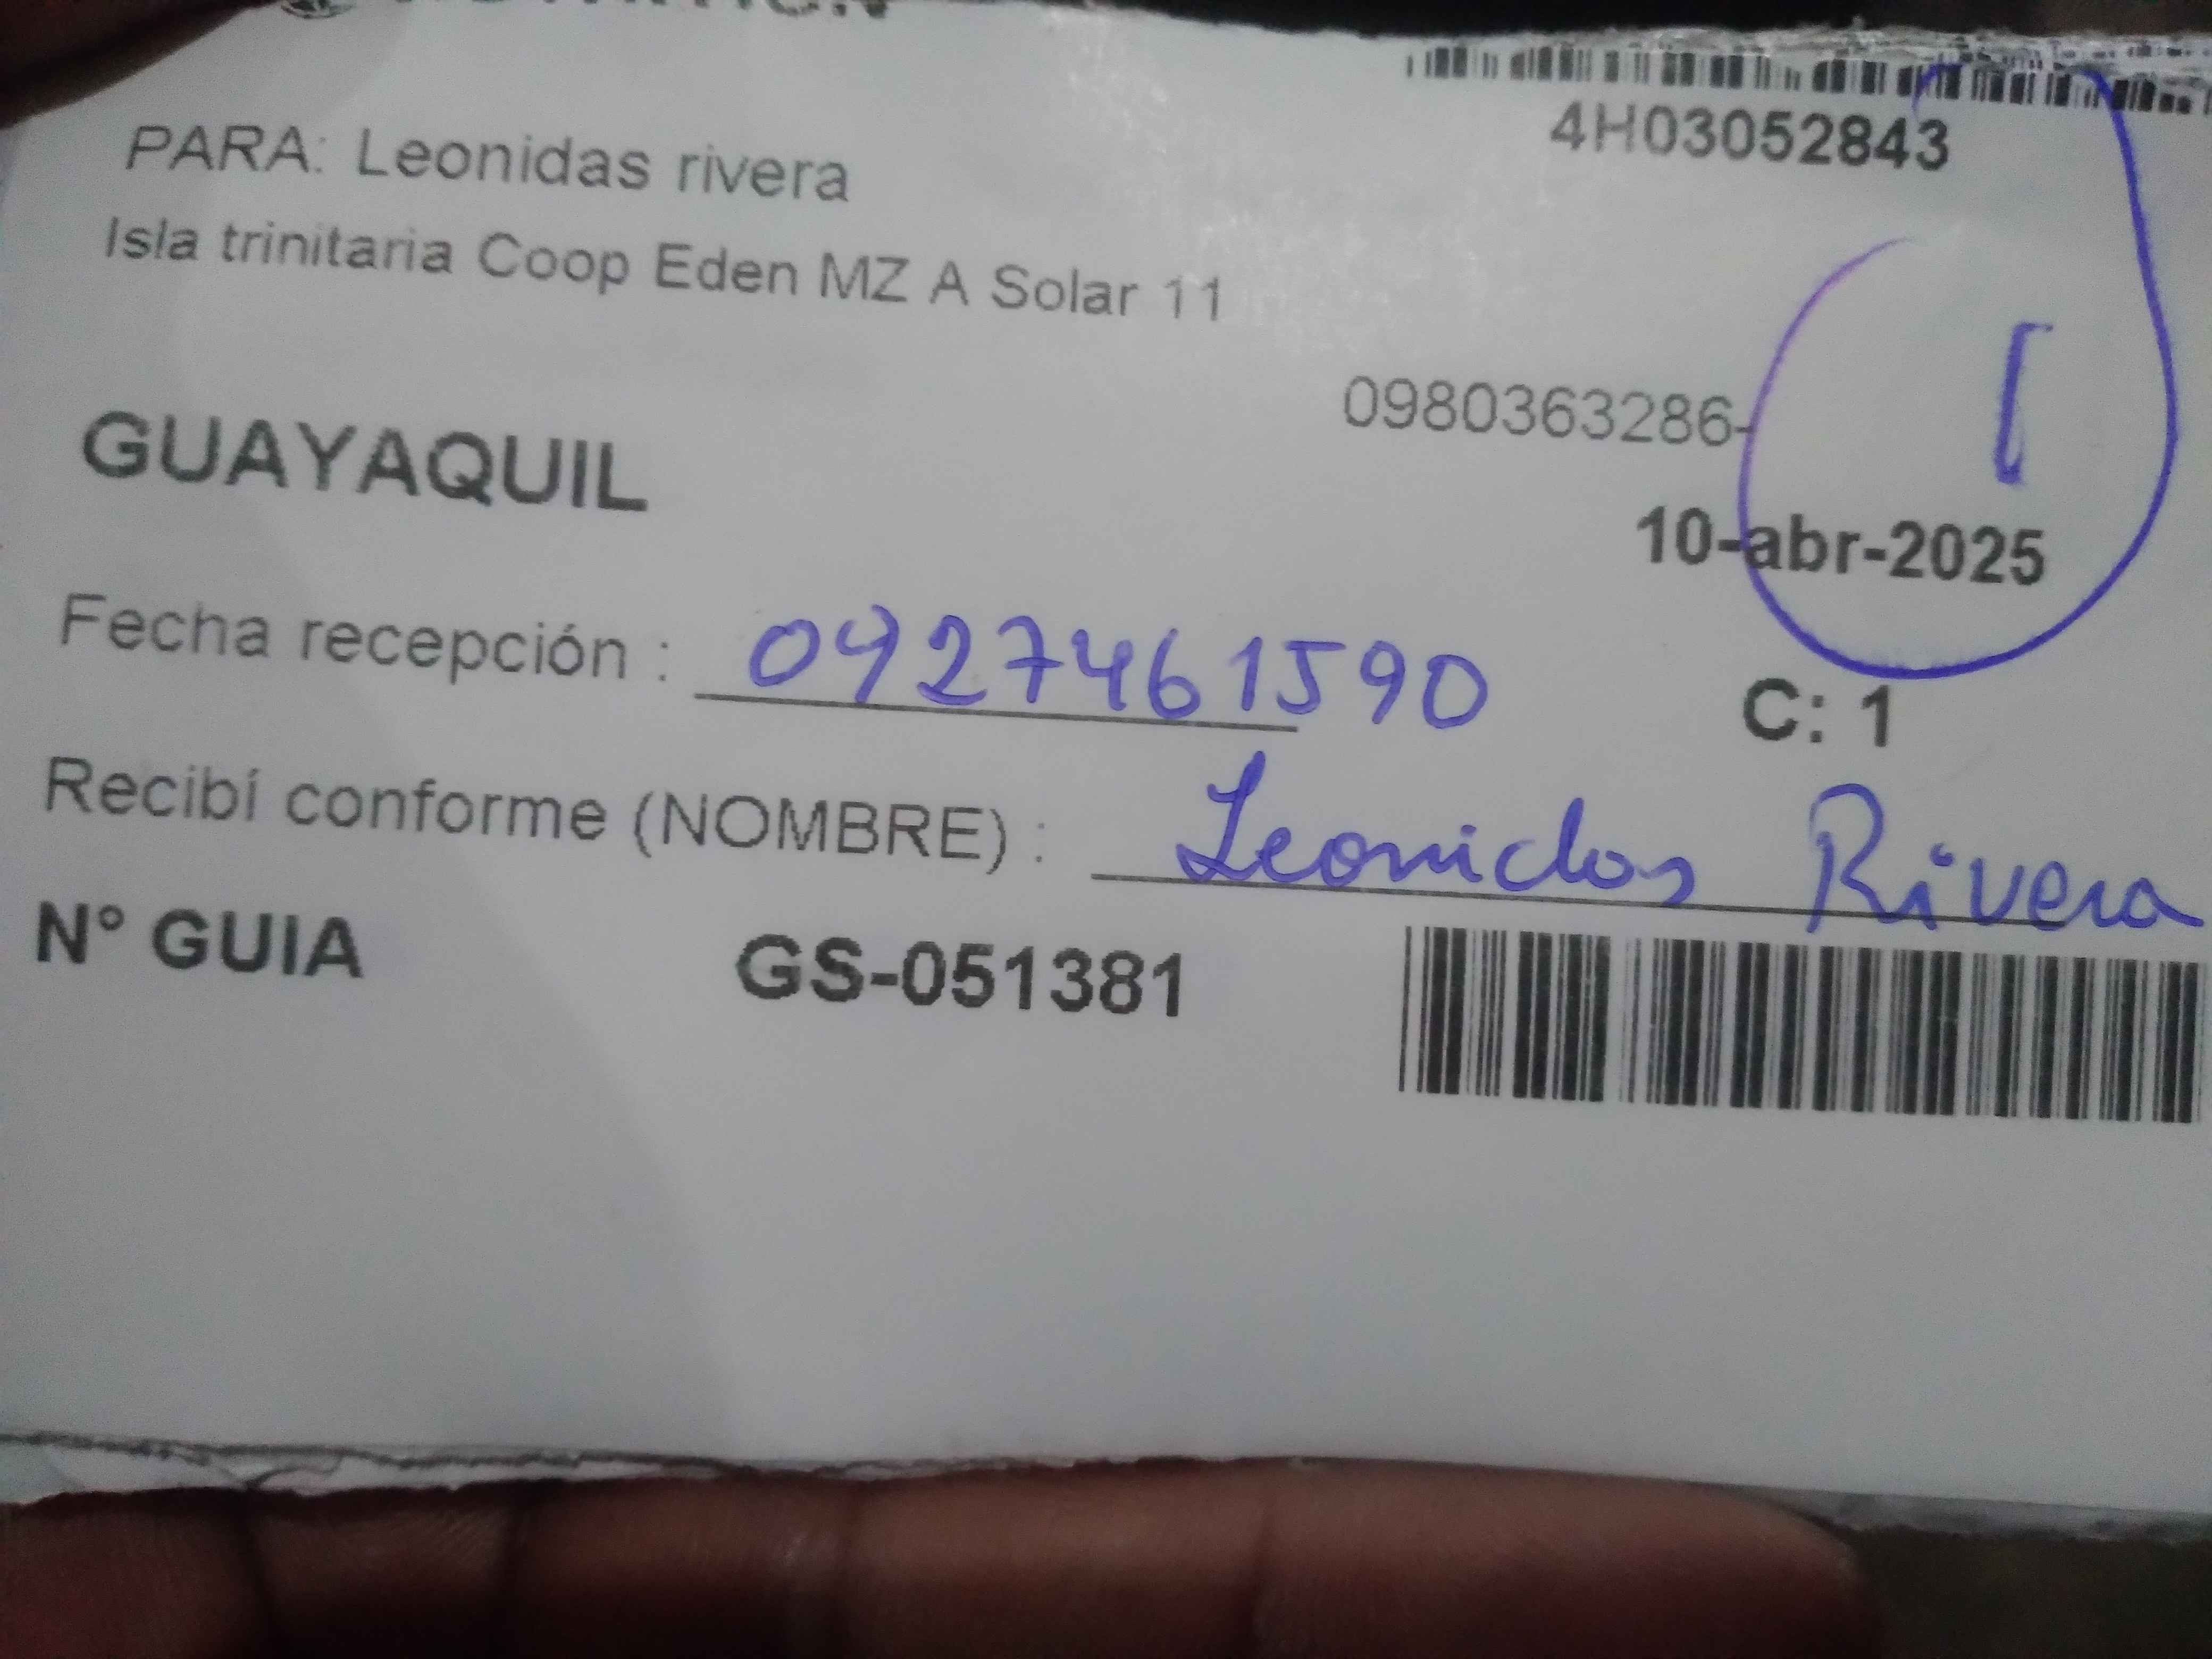 4H03052843
PARA: Leonidas rivera
Isla trinitaria Coop Eden MZ A Solar 11
0980363286-
1
GUAYAQUIL
10-abr-2025
Fecha recepción : 0927461590
C: 1
Recibí conforme (NOMBRE) : Leonidas Rivera
N° GUIA GS-051381